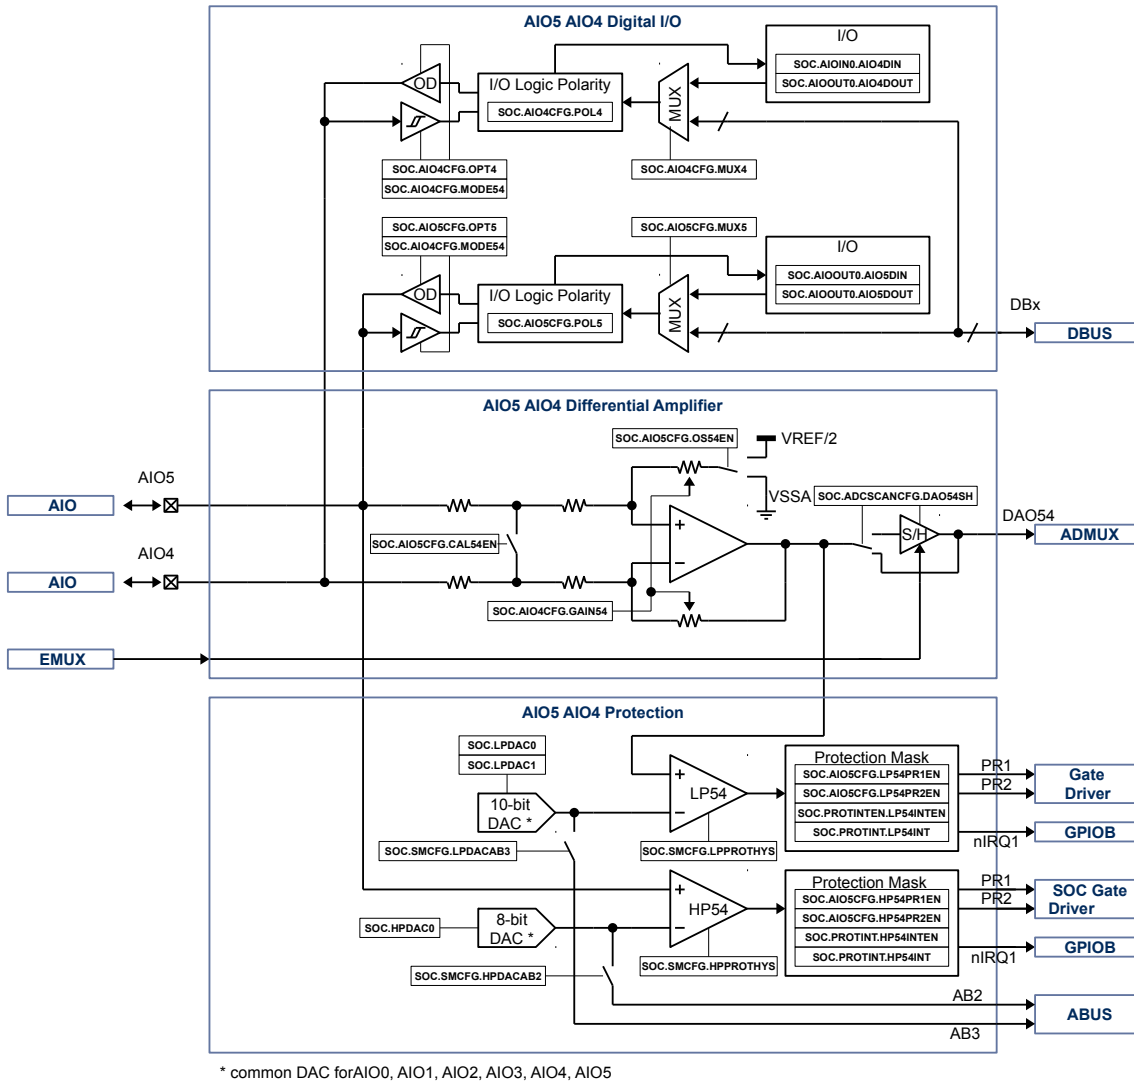 AIO5 AIO4 Digital I/O
I/O
SOC.AIOIN0.AIO4DIN
SOC.AIOOUT0.AIO4DOUT
OD
I/O Logic Polarity
SOC.AIO4CFG.POL4
MUX
SOC.AIO4CFG.OPT4
SOC.AIO4CFG.MODE54
SOC.AIO4CFG.MUX4
SOC.AIO5CFG.OPT5
SOC.AIO4CFG.MODE54
SOC.AIO5CFG.MUX5
I/O
SOC.AIOOUT0.AIO5DIN
SOC.AIOOUT0.AIO5DOUT
OD
I/O Logic Polarity
SOC.AIO5CFG.POL5
MUX
DBx
DBUS
AIO5 AIO4 Differential Amplifier
SOC.AIO5CFG.OS54EN
VREF/2
VSSA
SOC.ADCSCANCFG.DAO54SH
AIO5
AIO
+
S/H
DAO54
ADMUX
SOC.AIO5CFG.CAL54EN
AIO4
AIO
−
SOC.AIO4CFG.GAIN54
EMUX
AIO5 AIO4 Protection
SOC.LPDAC0
SOC.LPDAC1
10-bit
DAC *
+
LP54
−
Protection Mask
SOC.AIO5CFG.LP54PR1EN
SOC.AIO5CFG.LP54PR2EN
SOC.PROTINTEN.LP54INTEN
SOC.PROTINT.LP54INT
PR1
PR2
Gate
Driver
nIRQ1
GPIOB
SOC.SMCFG.LPDACAB3
SOC.SMCFG.LPPROTHYS
SOC.HPDAC0
8-bit
DAC *
+
HP54
−
Protection Mask
SOC.AIO5CFG.HP54PR1EN
SOC.AIO5CFG.HP54PR2EN
SOC.PROTINT.HP54INTEN
SOC.PROTINT.HP54INT
PR1
PR2
SOC Gate
Driver
nIRQ1
GPIOB
SOC.SMCFG.HPDACAB2
SOC.SMCFG.HPPROTHYS
AB2
AB3
ABUS
* common DAC forAIO0, AIO1, AIO2, AIO3, AIO4, AIO5